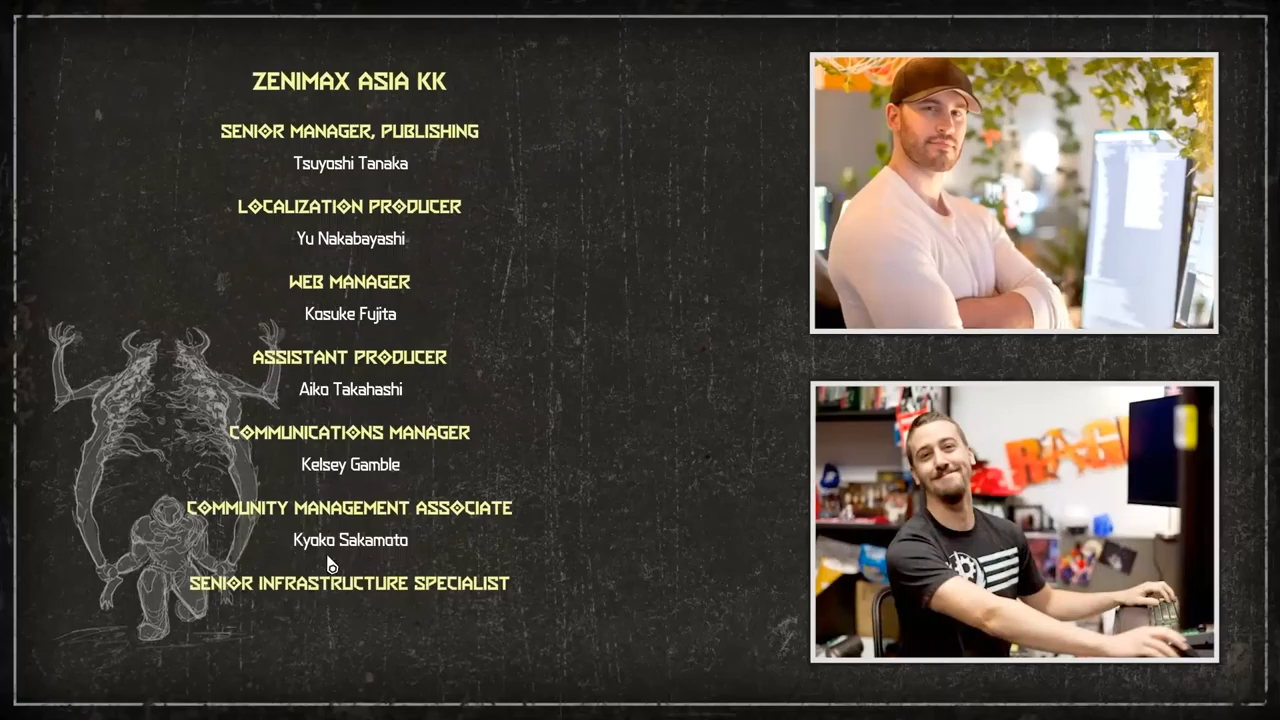 ZENIMAX ASIA KK
SENIOR MANAGER, PUBLISHING
Tsuyoshi Tanaka
LOCALIZATION PRODUCER
Yu Nakabayashi
WEB MANAGER
Kosuke Fujita
ASSISTANT PRODUCER
Aiko Takahashi
COMMUNICATIONS MANAGER
Kelsey Gamble
COMMUNITY MANAGEMENT ASSOCIATE
Kyoko Sakamoto
SENIOR INFRASTRUCTURE SPECIALIST
RAG